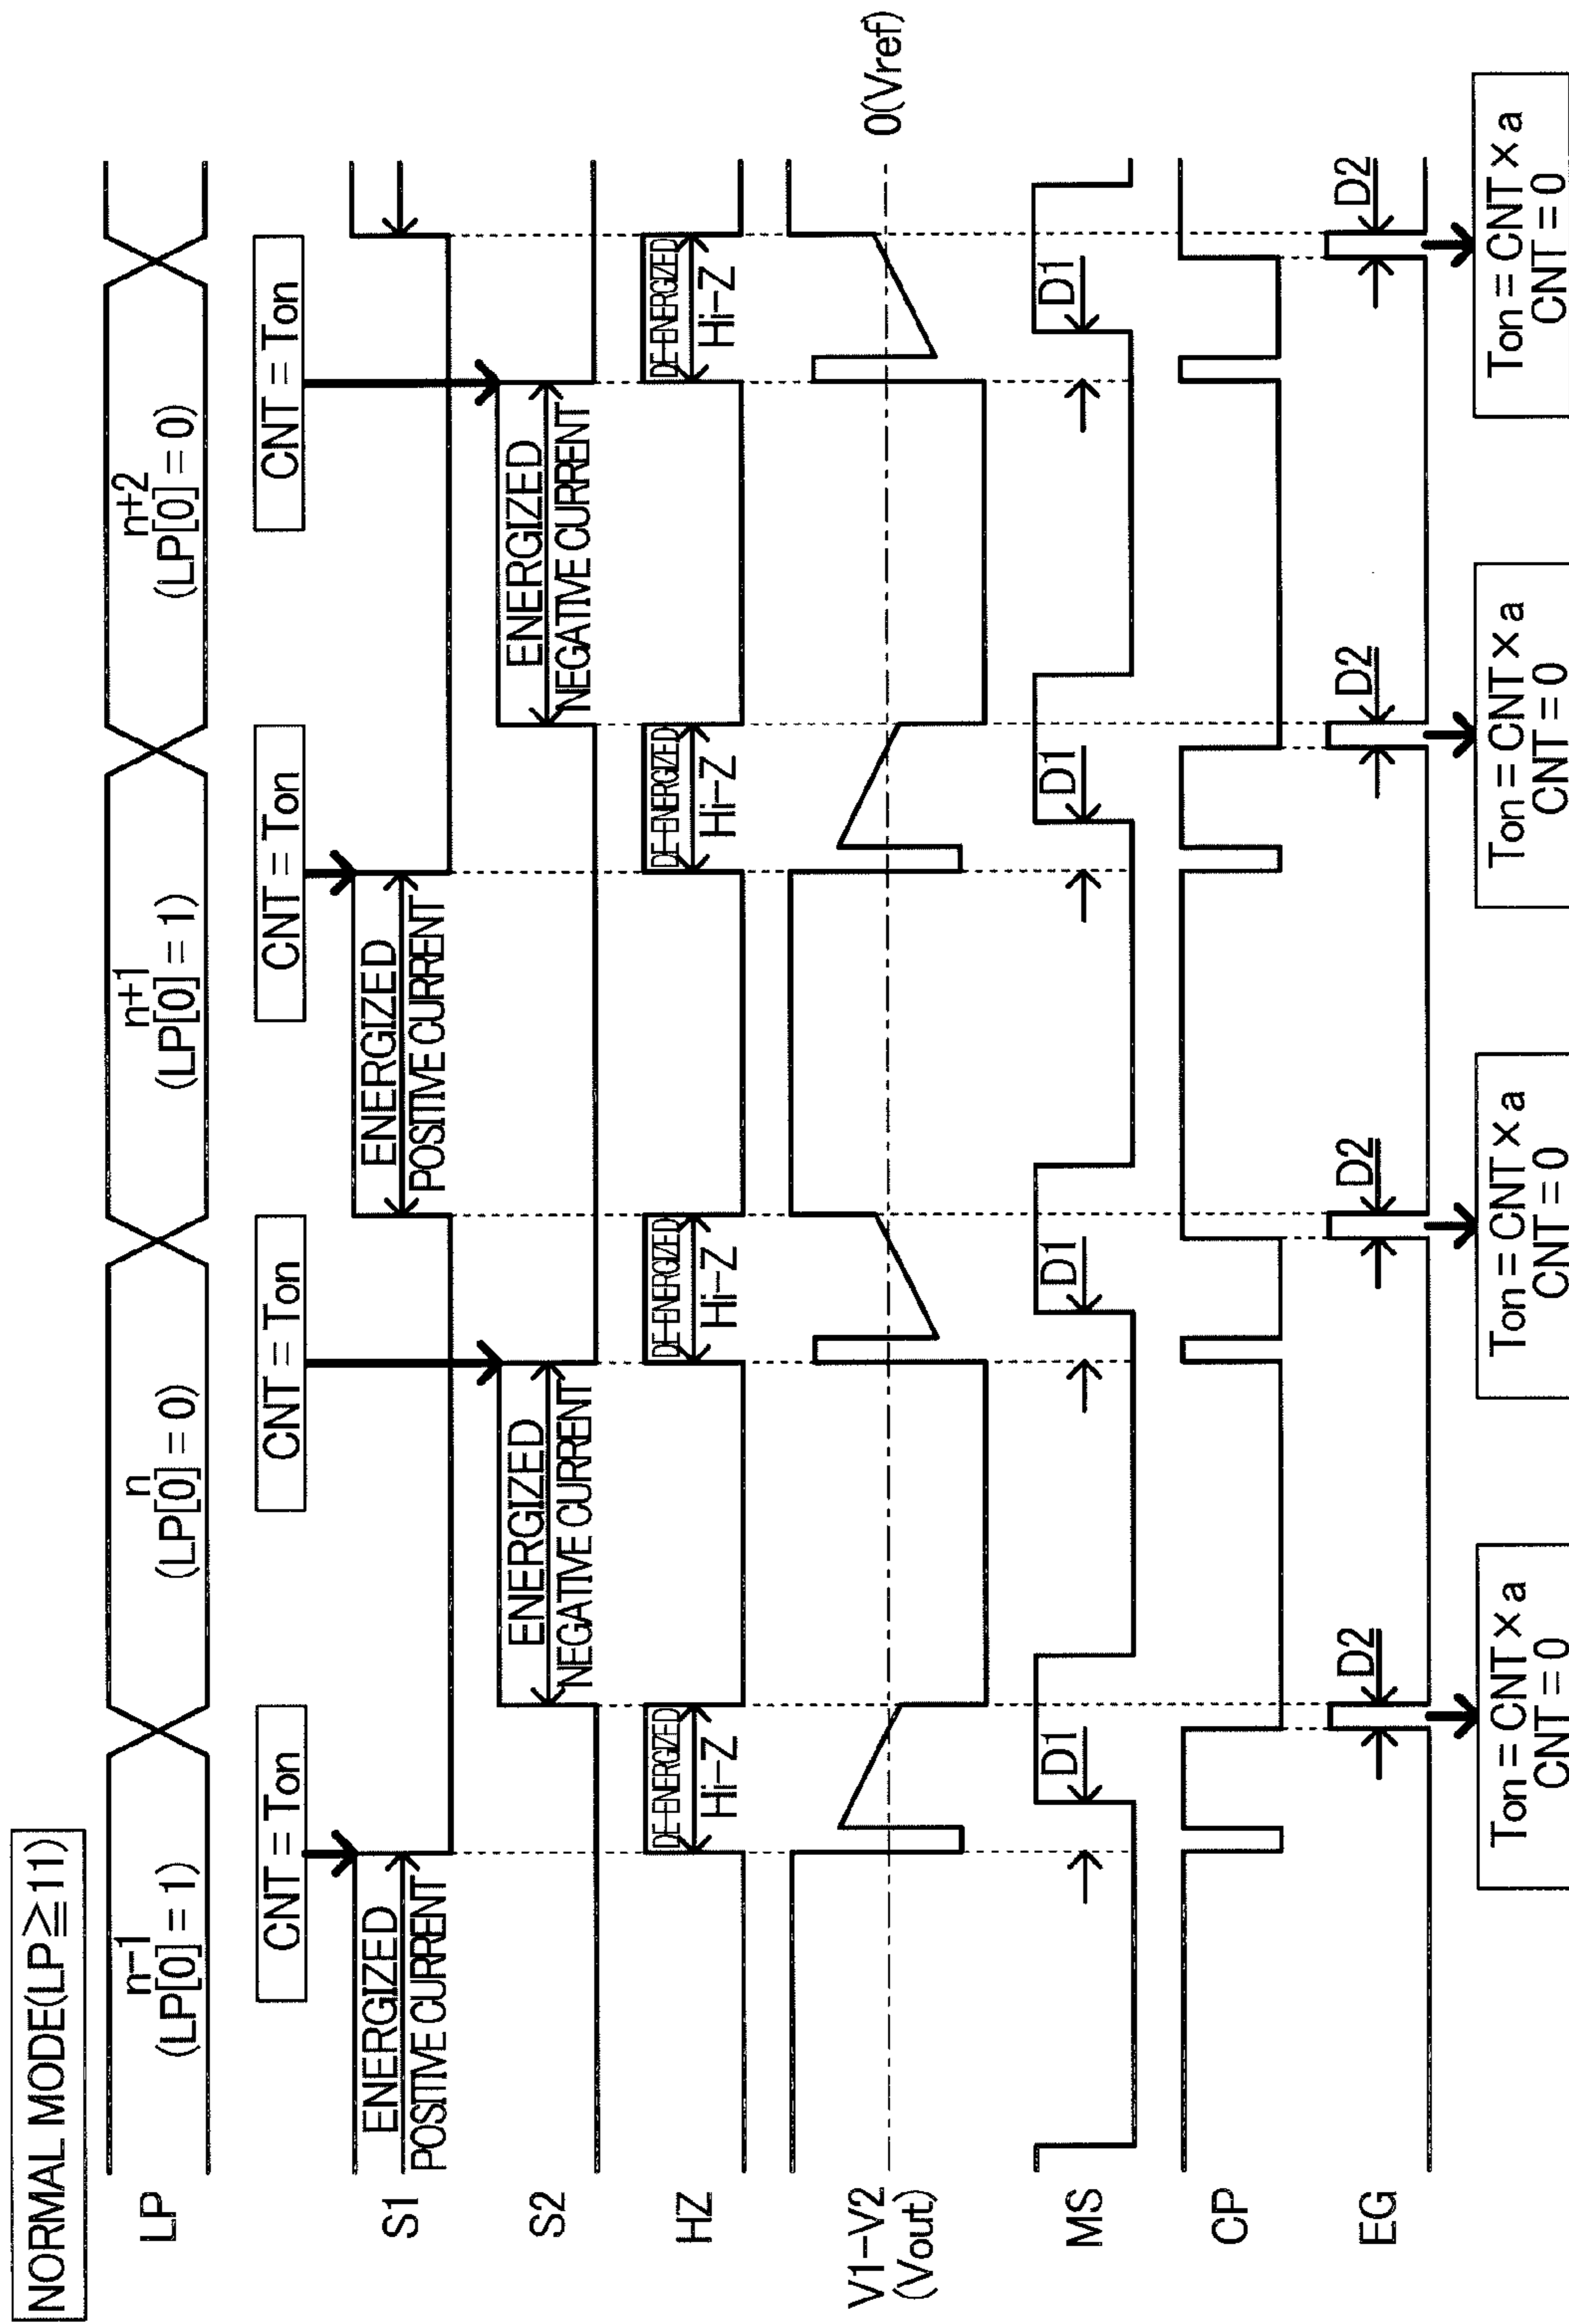 NORMAL MODE(LP≧11)
LP
n-1
(LP[0]=1)
n
(LP[0]=0)
n+1
(LP[0]=1)
n+2
(LP[0]=0)
CNT=Ton
CNT=Ton
CNT=Ton
CNT=Ton
S1
ENERGIZED
POSITIVE CURRENT
ENERGIZED
POSITIVE CURRENT
S2
ENERGIZED
NEGATIVE CURRENT
ENERGIZED
NEGATIVE CURRENT
HZ
DE-ENERGIZED
Hi-Z
DE-ENERGIZED
Hi-Z
DE-ENERGIZED
Hi-Z
DE-ENERGIZED
Hi-Z
V1-V2
(Vout)
0(Vref)
MS
D1
D1
D1
D1
CP
EG
D2
D2
D2
D2
Ton=CNT×a
CNT=0
Ton=CNT×a
CNT=0
Ton=CNT×a
CNT=0
Ton=CNT×a
CNT=0